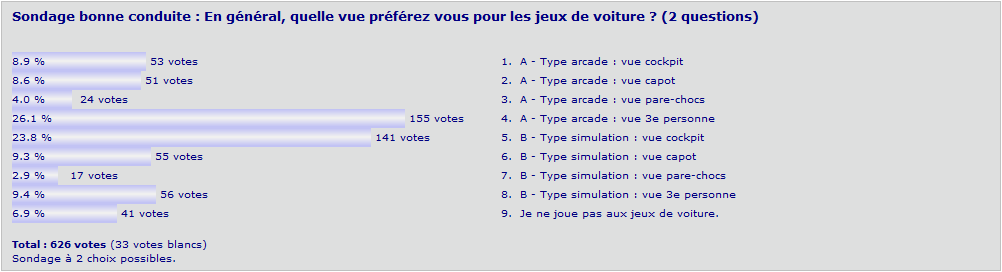 Sondage bonne conduite : En général, quelle vue préférez vous pour les jeux de voiture ? (2 questions)
8.9 % 53 votes 1. A - Type arcade : vue cockpit
8.6 % 51 votes 2. A - Type arcade : vue capot
4.0 % 24 votes 3. A - Type arcade : vue pare-chocs
26.1 % 155 votes 4. A - Type arcade : vue 3e personne
23.8 % 141 votes 5. B - Type simulation : vue cockpit
9.3 % 55 votes 6. B - Type simulation : vue capot
2.9 % 17 votes 7. B - Type simulation : vue pare-chocs
9.4 % 56 votes 8. B - Type simulation : vue 3e personne
6.9 % 41 votes 9. Je ne joue pas aux jeux de voiture.
Total : 626 votes (33 votes blancs)
Sondage à 2 choix possibles.